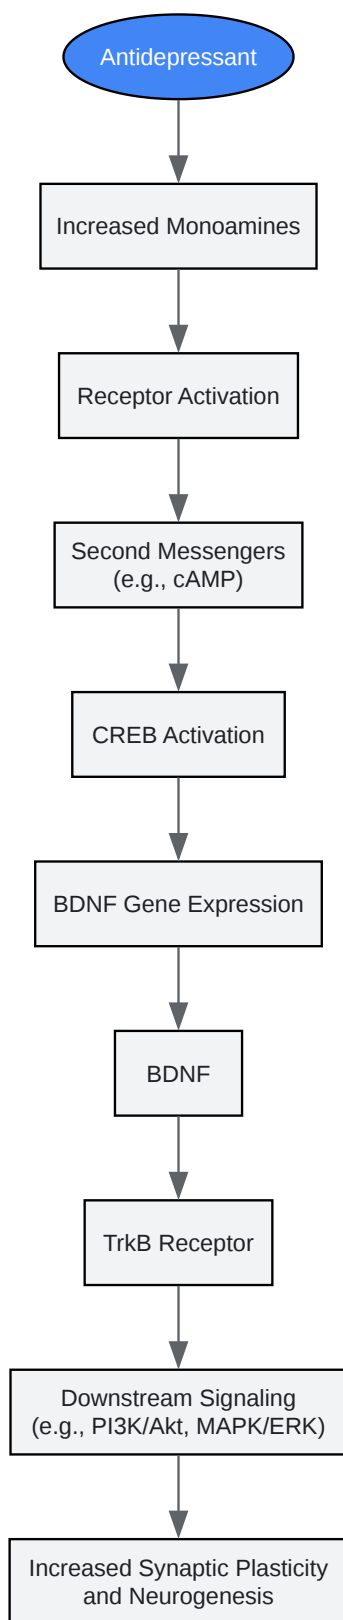 Antidepressant
Increased Monoamines
Receptor Activation
Second Messengers
(e.g., cAMP)
CREB Activation
BDNF Gene Expression
BDNF
TrkB Receptor
Downstream Signaling
(e.g., PI3K/Akt, MAPK/ERK)
Increased Synaptic Plasticity
and Neurogenesis